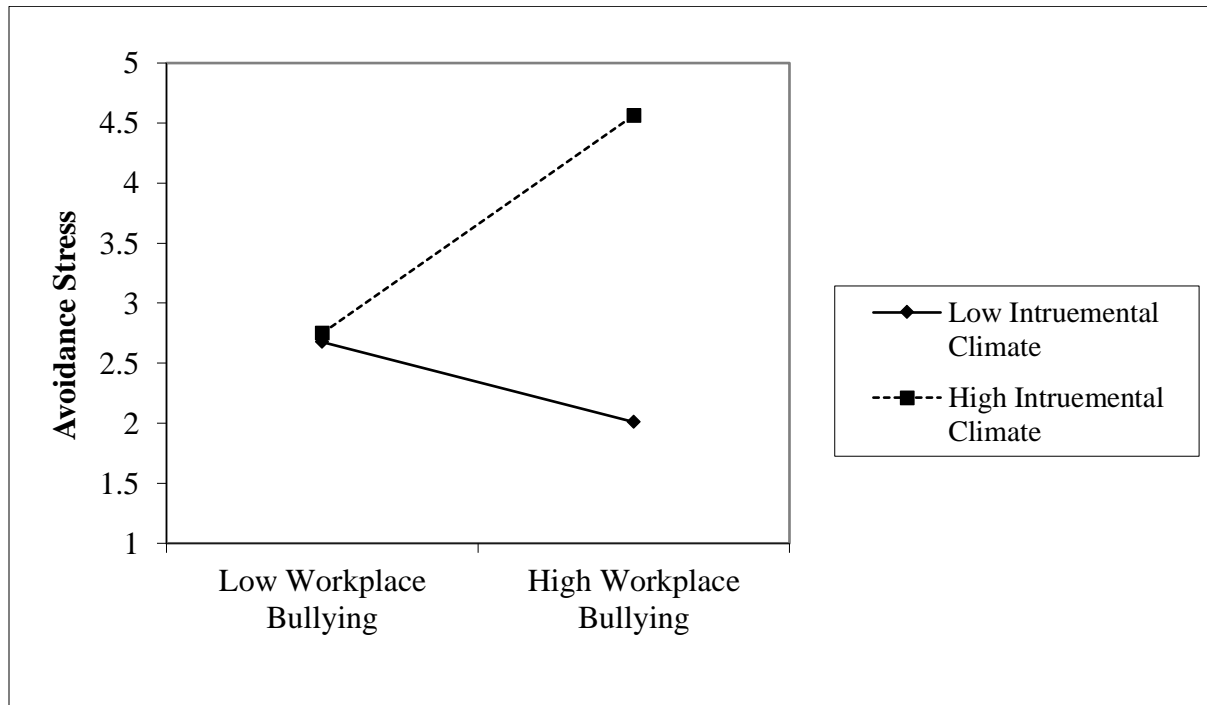 5
4.5
4
3.5
3
2.5
2
1.5
1
Avoidance Stress
Low Workplace
Bullying
High Workplace
Bullying
Low Intruemental
Climate
High Intruemental
Climate